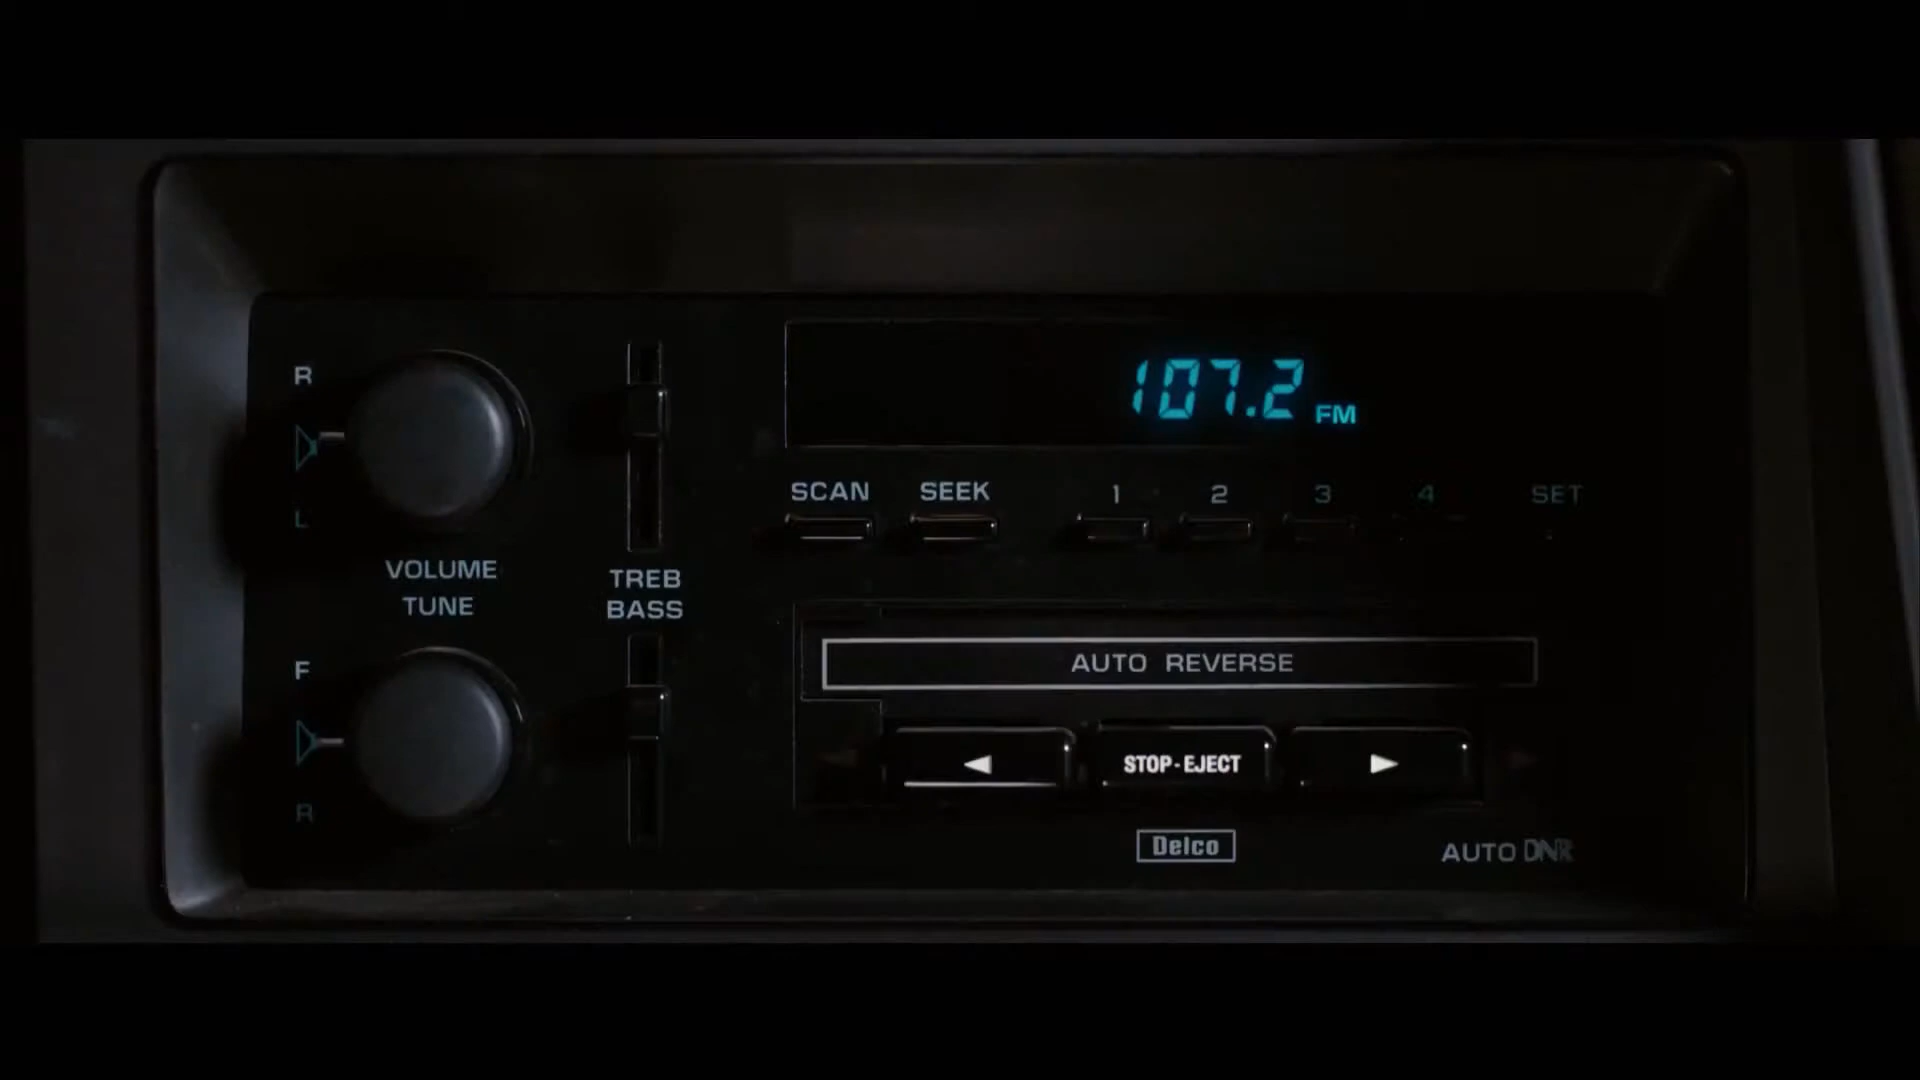 107.2 FM
R
L
VOLUME
TUNE
TREB
BASS
SCAN SEEK 1 2 3 4 SET
AUTO REVERSE
F
R
STOP-EJECT
Delco
AUTO DNR